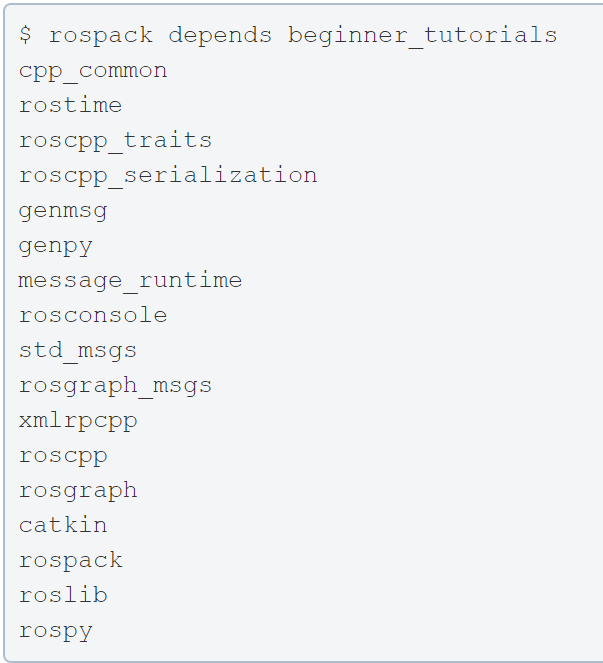 $ rospack depends beginner_tutorials
cpp_common
rostime
roscpp_traits
roscpp_serialization
genmsg
genpy
message_runtime
rosconsole
std_msgs
rosgraph_msgs
xmlrpcpp
roscpp
rosgraph
catkin
rospack
roslib
rospy